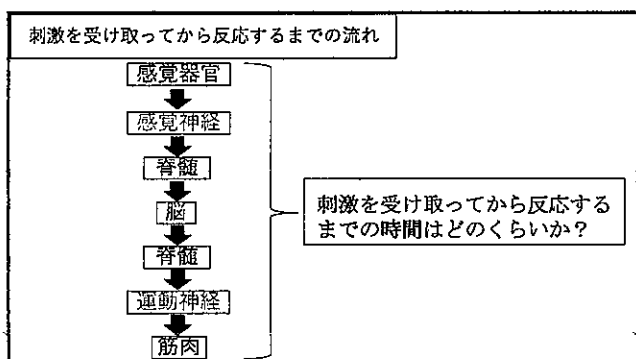 刺激を受け取ってから反応するまでの流れ
感覚器官
感覚神経
脊髄
脳
脊髄
運動神経
筋肉
刺激を受け取ってから反応する
までの時間はどのくらいか？